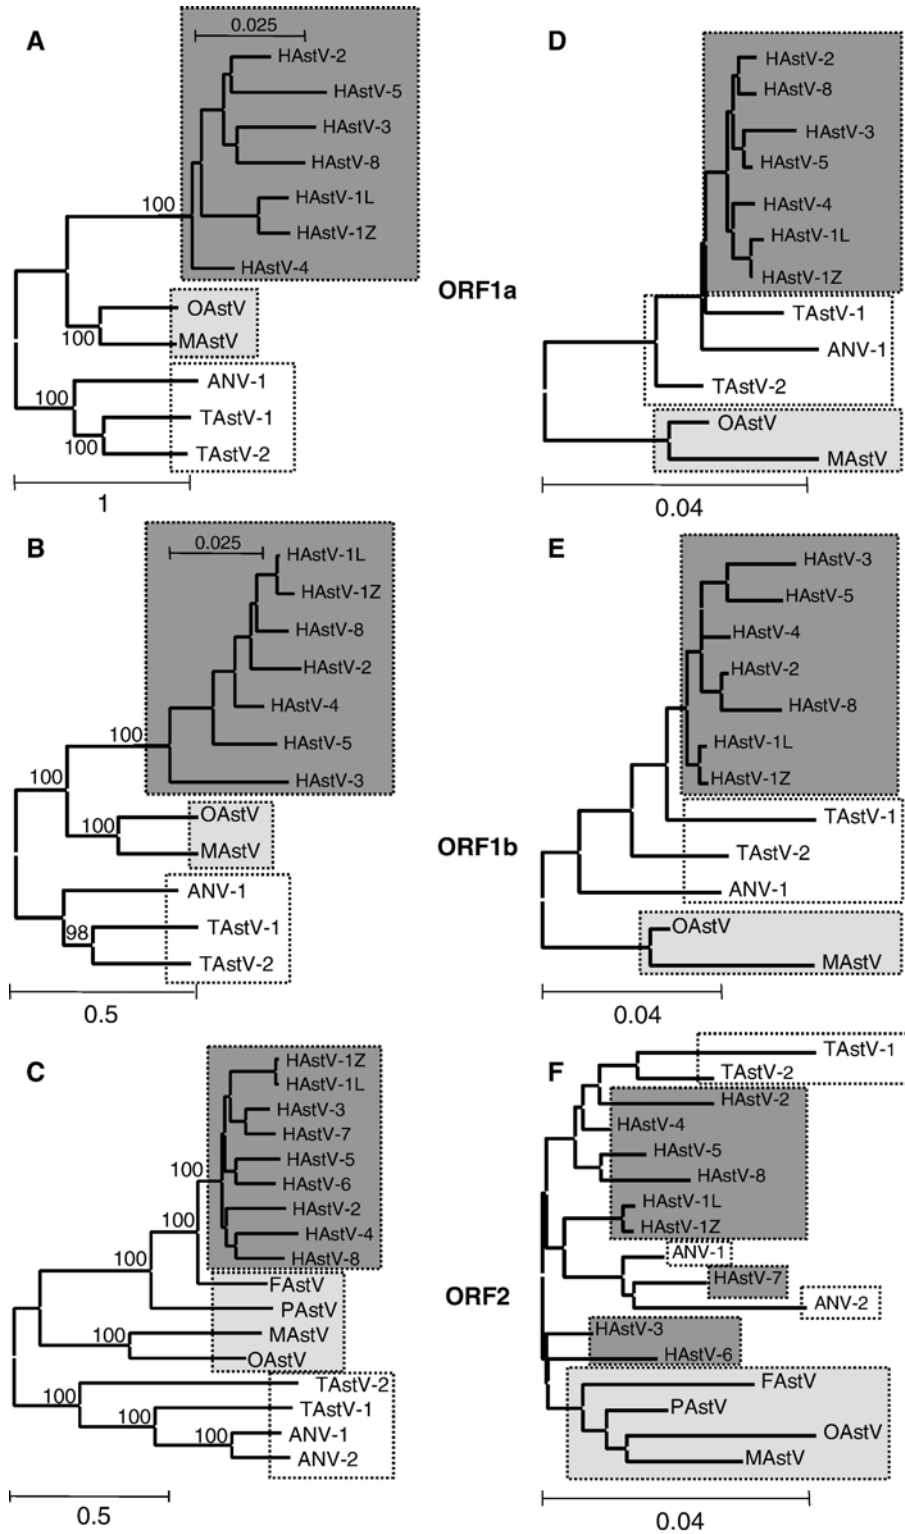 A
0.025
HAstV-2
HAstV-5
HAstV-3
HAstV-8
HAstV-1L
HAstV-1Z
HAstV-4
100
OAstV
MAstV
100
ANV-1
TAstV-1
TAstV-2
100
100
1
ORF1a
D
HAstV-2
HAstV-8
HAstV-3
HAstV-5
HAstV-4
HAstV-1L
HAstV-1Z
TAstV-1
ANV-1
TAstV-2
OAstV
MAstV
0.04
B
0.025
HAstV-1L
HAstV-1Z
HAstV-8
HAstV-2
HAstV-4
HAstV-5
HAstV-3
100
100
OAstV
100
MAstV
ANV-1
TAstV-1
98
TAstV-2
0.5
ORF1b
E
HAstV-3
HAstV-5
HAstV-4
HAstV-2
HAstV-8
HAstV-1L
HAstV-1Z
TAstV-1
TAstV-2
ANV-1
OAstV
MAstV
0.04
C
HAstV-1Z
HAstV-1L
HAstV-3
HAstV-7
HAstV-5
HAstV-6
HAstV-2
HAstV-4
HAstV-8
100
100
100
FAstV
PAstV
MAstV
100
OAstV
TAstV-2
100
TAstV-1
100
ANV-1
100
ANV-2
0.5
ORF2
F
TAstV-1
TAstV-2
HAstV-2
HAstV-4
HAstV-5
HAstV-8
HAstV-1L
HAstV-1Z
ANV-1
HAstV-7
ANV-2
HAstV-3
HAstV-6
FAstV
PAstV
OAstV
MAstV
0.04